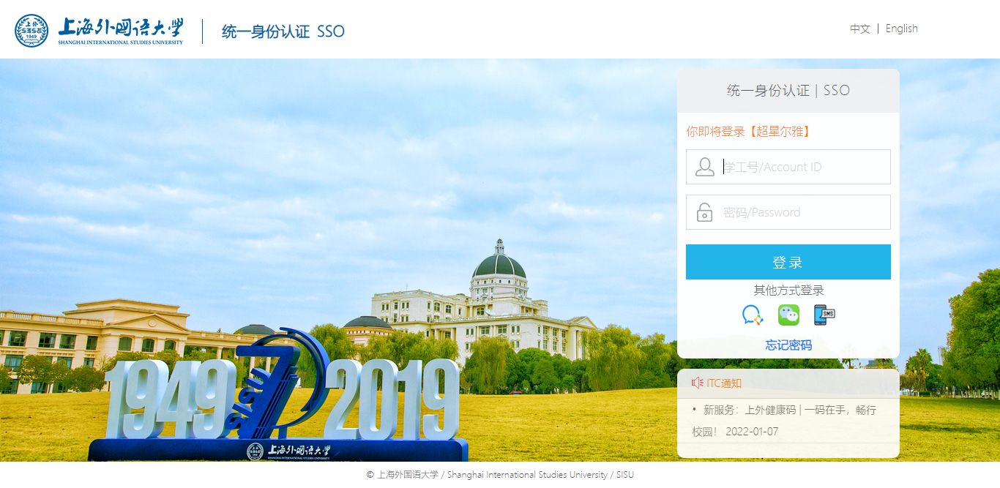 上外
SISU
1949
上海外国语大学
SHANGHAI INTERNATIONAL STUDIES UNIVERSITY
统一身份认证 SSO
中文 | English
统一身份认证 | SSO
你即将登录【超星尔雅】
学工号/Account ID
密码/Password
登录
其他方式登录
SMS
忘记密码
1949 SISU 70 2019
上海外国语大学
SHANGHAI INTERNATIONAL STUDIES UNIVERSITY
ITC通知
• 新服务：上外健康码 | 一码在手，畅行
校园！ 2022-01-07
© 上海外国语大学 / Shanghai International Studies University / SISU